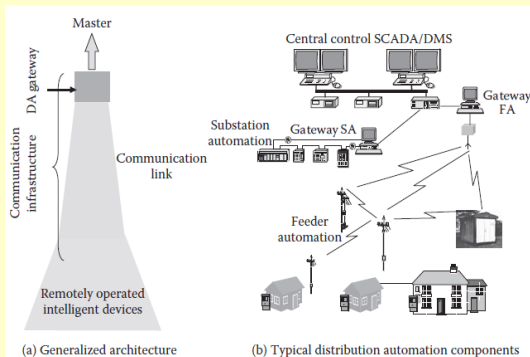 Master
DA gateway
Communication
infrastructure
Communication
link
Remotely operated
intelligent devices
(a) Generalized architecture
Central control SCADA/DMS
Gateway
FA
Substation
automation
Gateway SA
Feeder
automation
(b) Typical distribution automation components